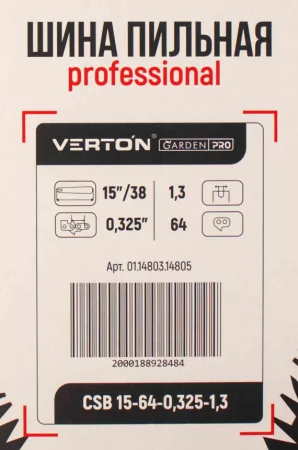 ШИНА ПИЛЬНАЯ
professional
VERTON® GARDEN PRO
15"/38 1,3
0,325" 64
Арт. 01.14803.14805
2000188928484
CSB 15-64-0,325-1,3